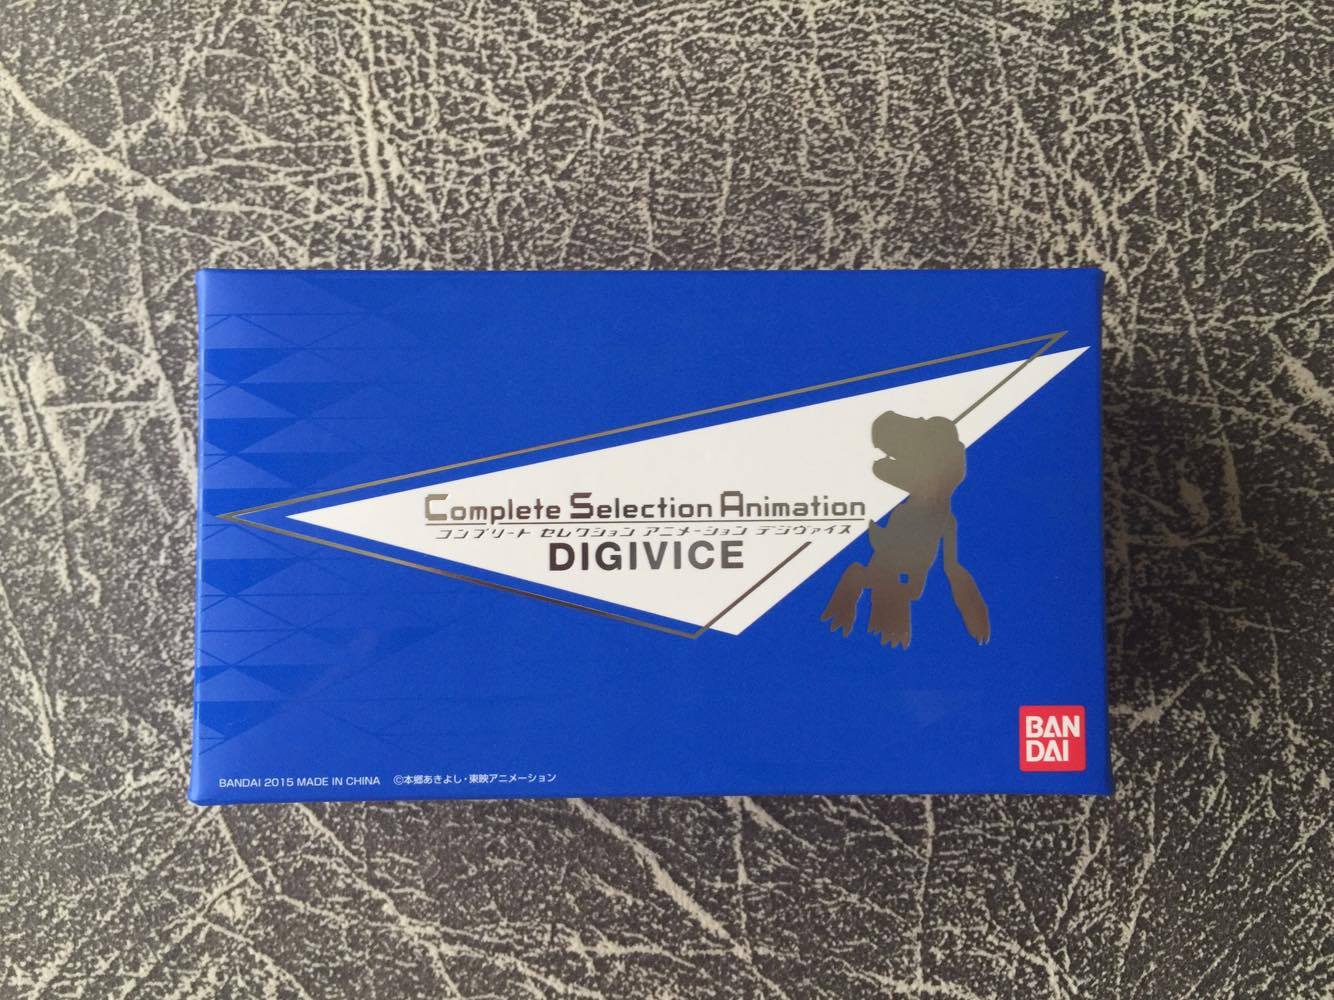 Complete Selection Animation
コンプリート セレクション アニメーション デジヴァイス
DIGIVICE
BAN
DAI
BANDAI 2015 MADE IN CHINA ©本郷あきよし・東映アニメーション